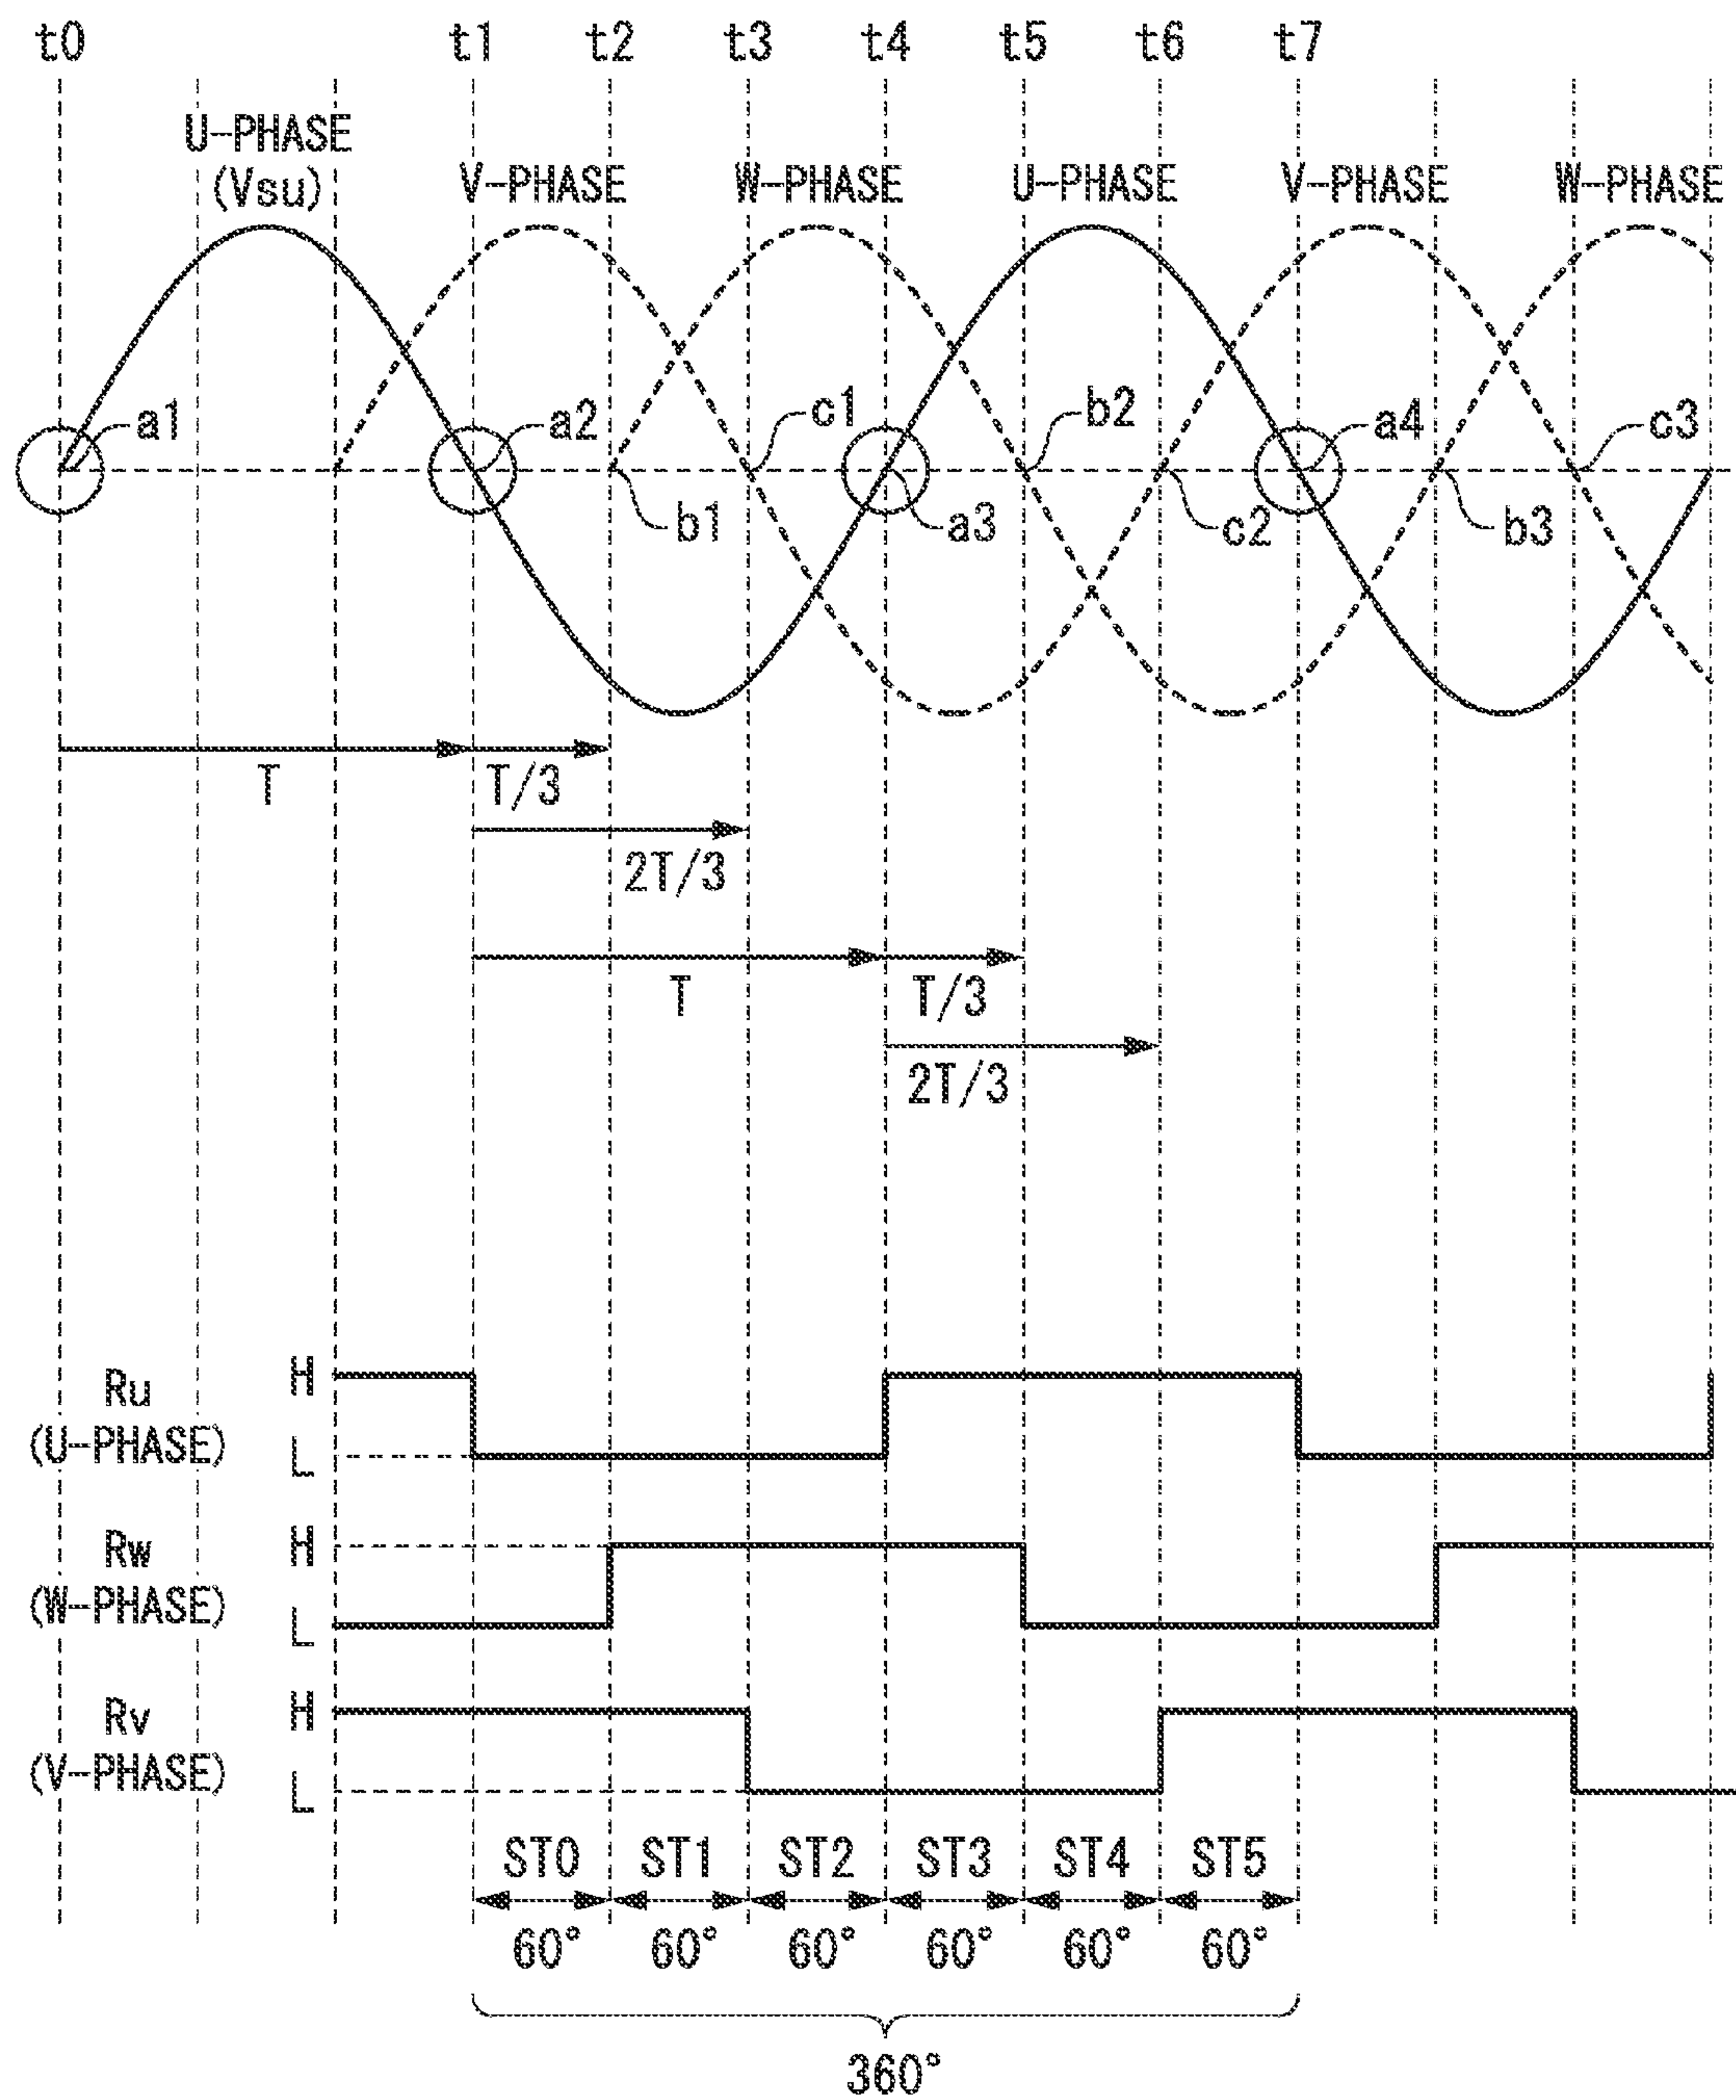 t0 t1 t2 t3 t4 t5 t6 t7
U-PHASE
(Vsu)
V-PHASE W-PHASE U-PHASE V-PHASE W-PHASE
a1 a2 c1 b2 a4 c3
b1 a3 c2 b3
T T/3
2T/3
T T/3
2T/3
Ru
(U-PHASE)
H
L
Rw
(W-PHASE)
H
L
Rv
(V-PHASE)
H
L
ST0 ST1 ST2 ST3 ST4 ST5
60° 60° 60° 60° 60° 60°
360°